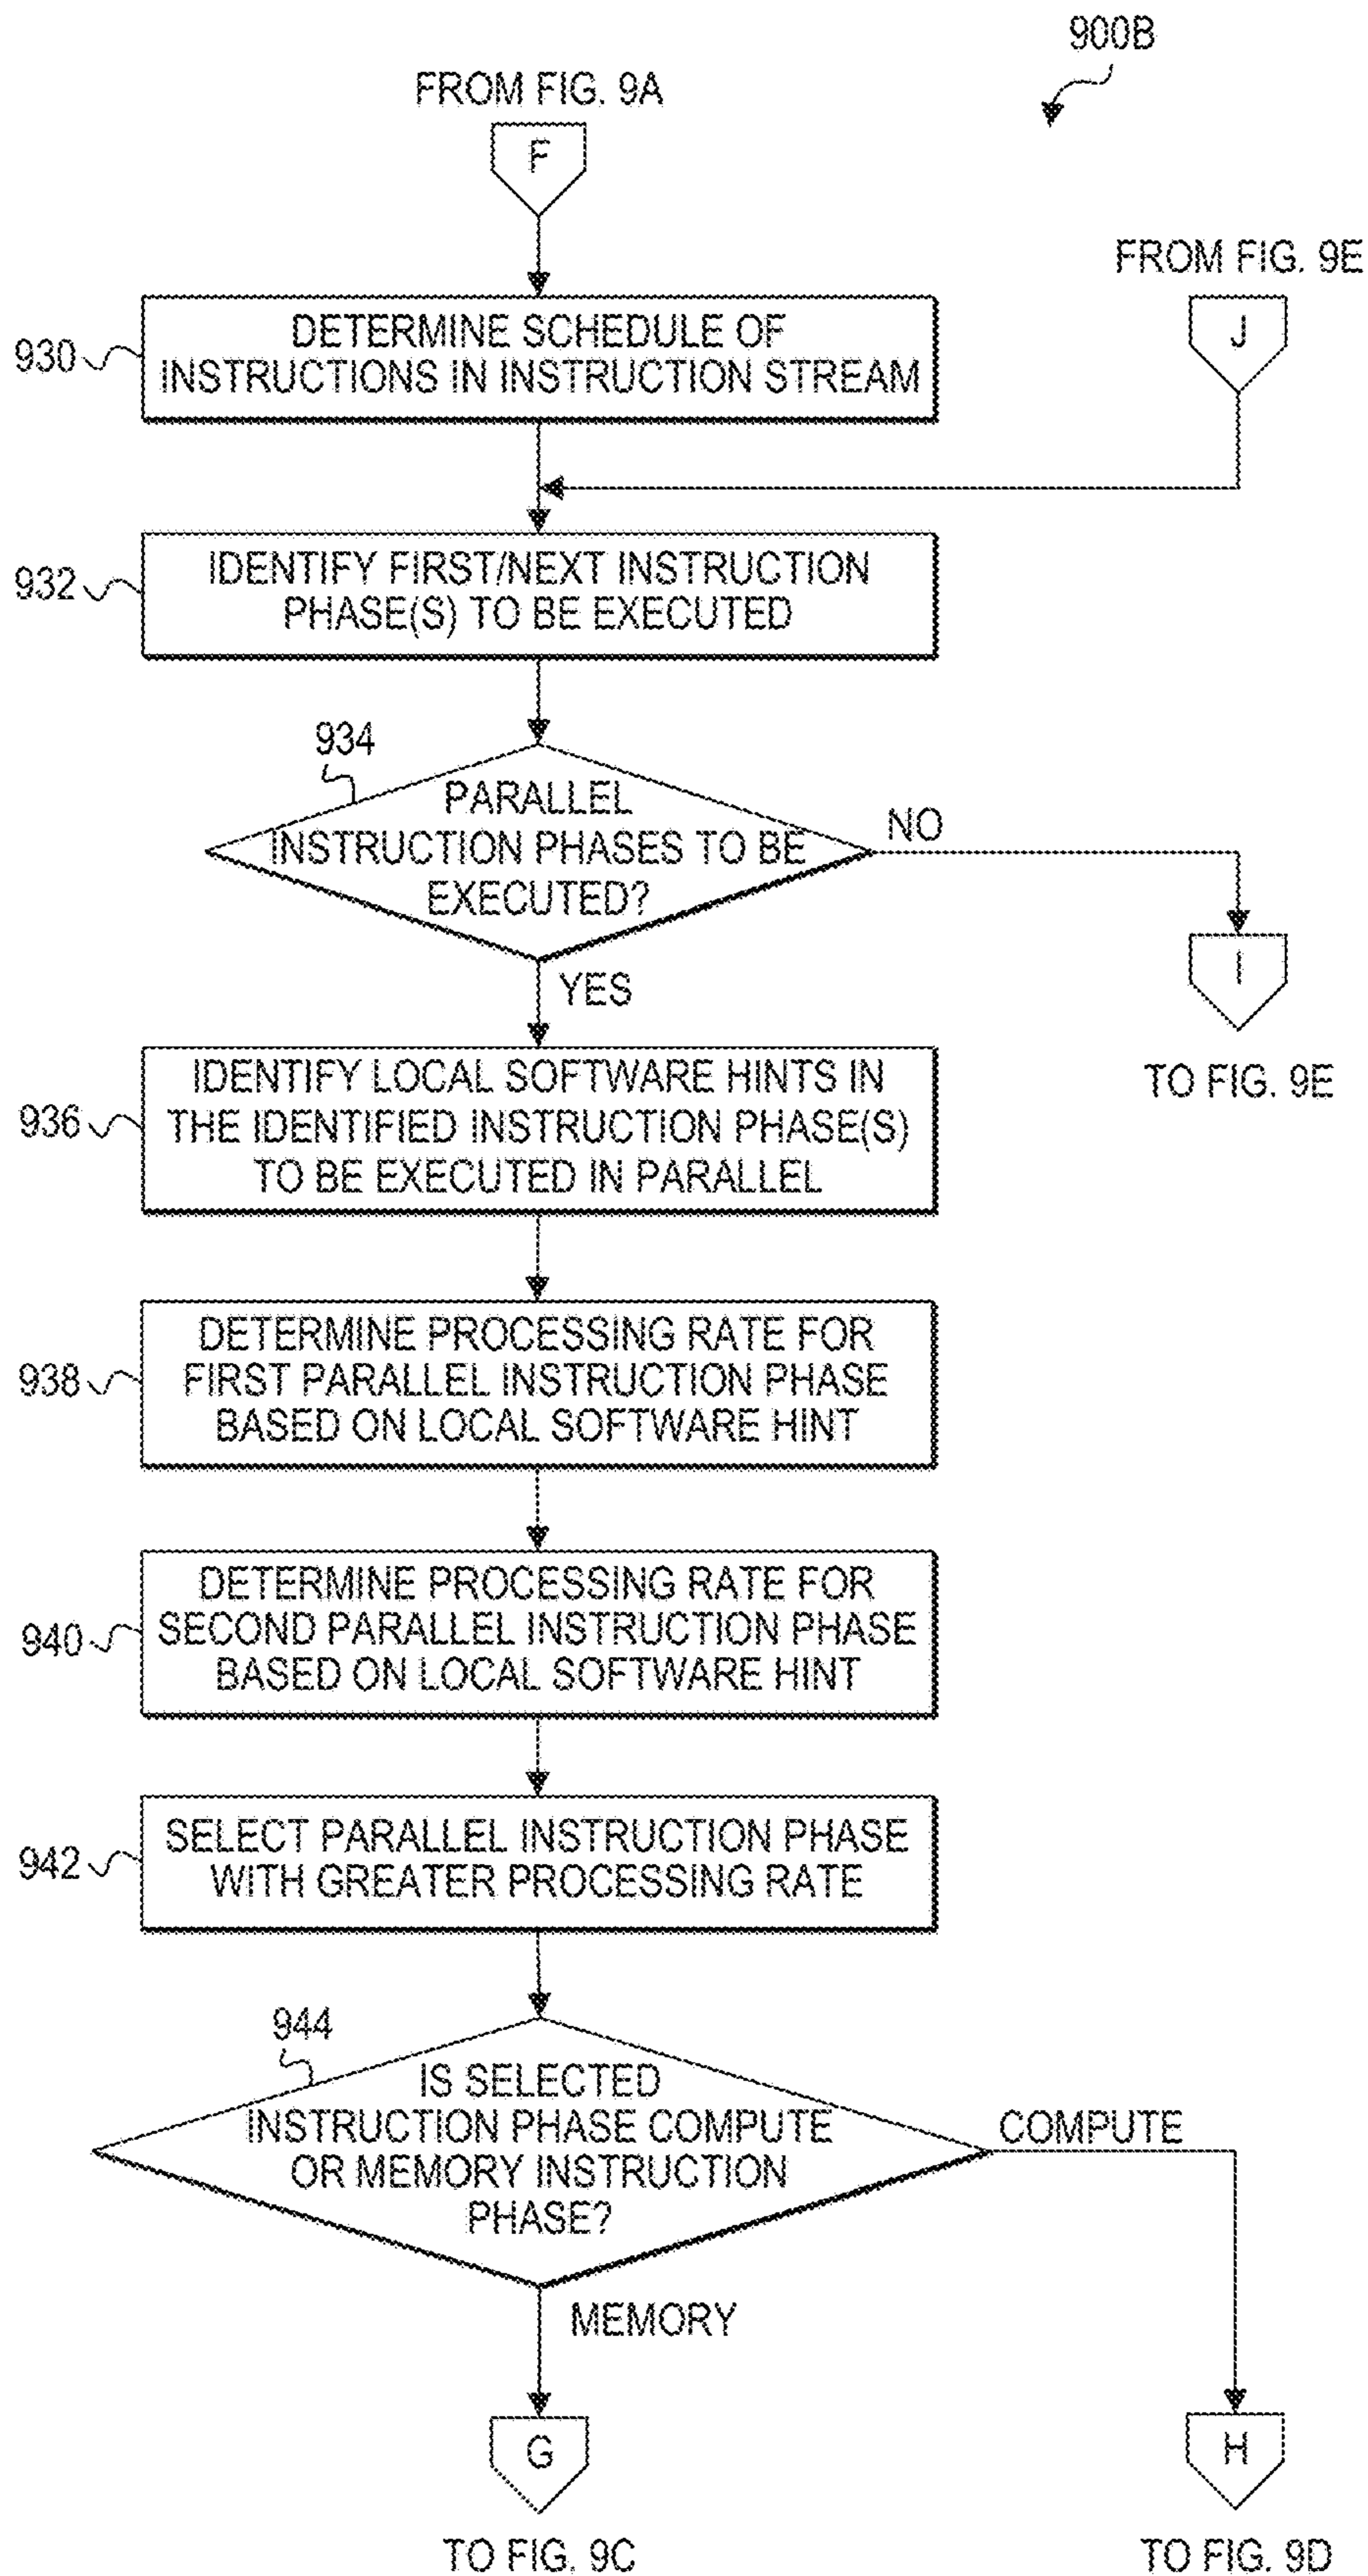 900B
FROM FIG. 9A
F
FROM FIG. 9E
J
930
DETERMINE SCHEDULE OF
INSTRUCTIONS IN INSTRUCTION STREAM
932
IDENTIFY FIRST/NEXT INSTRUCTION
PHASE(S) TO BE EXECUTED
934
PARALLEL
INSTRUCTION PHASES TO BE
EXECUTED?
NO
YES
I
TO FIG. 9E
936
IDENTIFY LOCAL SOFTWARE HINTS IN
THE IDENTIFIED INSTRUCTION PHASE(S)
TO BE EXECUTED IN PARALLEL
938
DETERMINE PROCESSING RATE FOR
FIRST PARALLEL INSTRUCTION PHASE
BASED ON LOCAL SOFTWARE HINT
940
DETERMINE PROCESSING RATE FOR
SECOND PARALLEL INSTRUCTION PHASE
BASED ON LOCAL SOFTWARE HINT
942
SELECT PARALLEL INSTRUCTION PHASE
WITH GREATER PROCESSING RATE
944
IS SELECTED
INSTRUCTION PHASE COMPUTE
OR MEMORY INSTRUCTION
PHASE?
COMPUTE
MEMORY
G
H
TO FIG. 9C
TO FIG. 9D